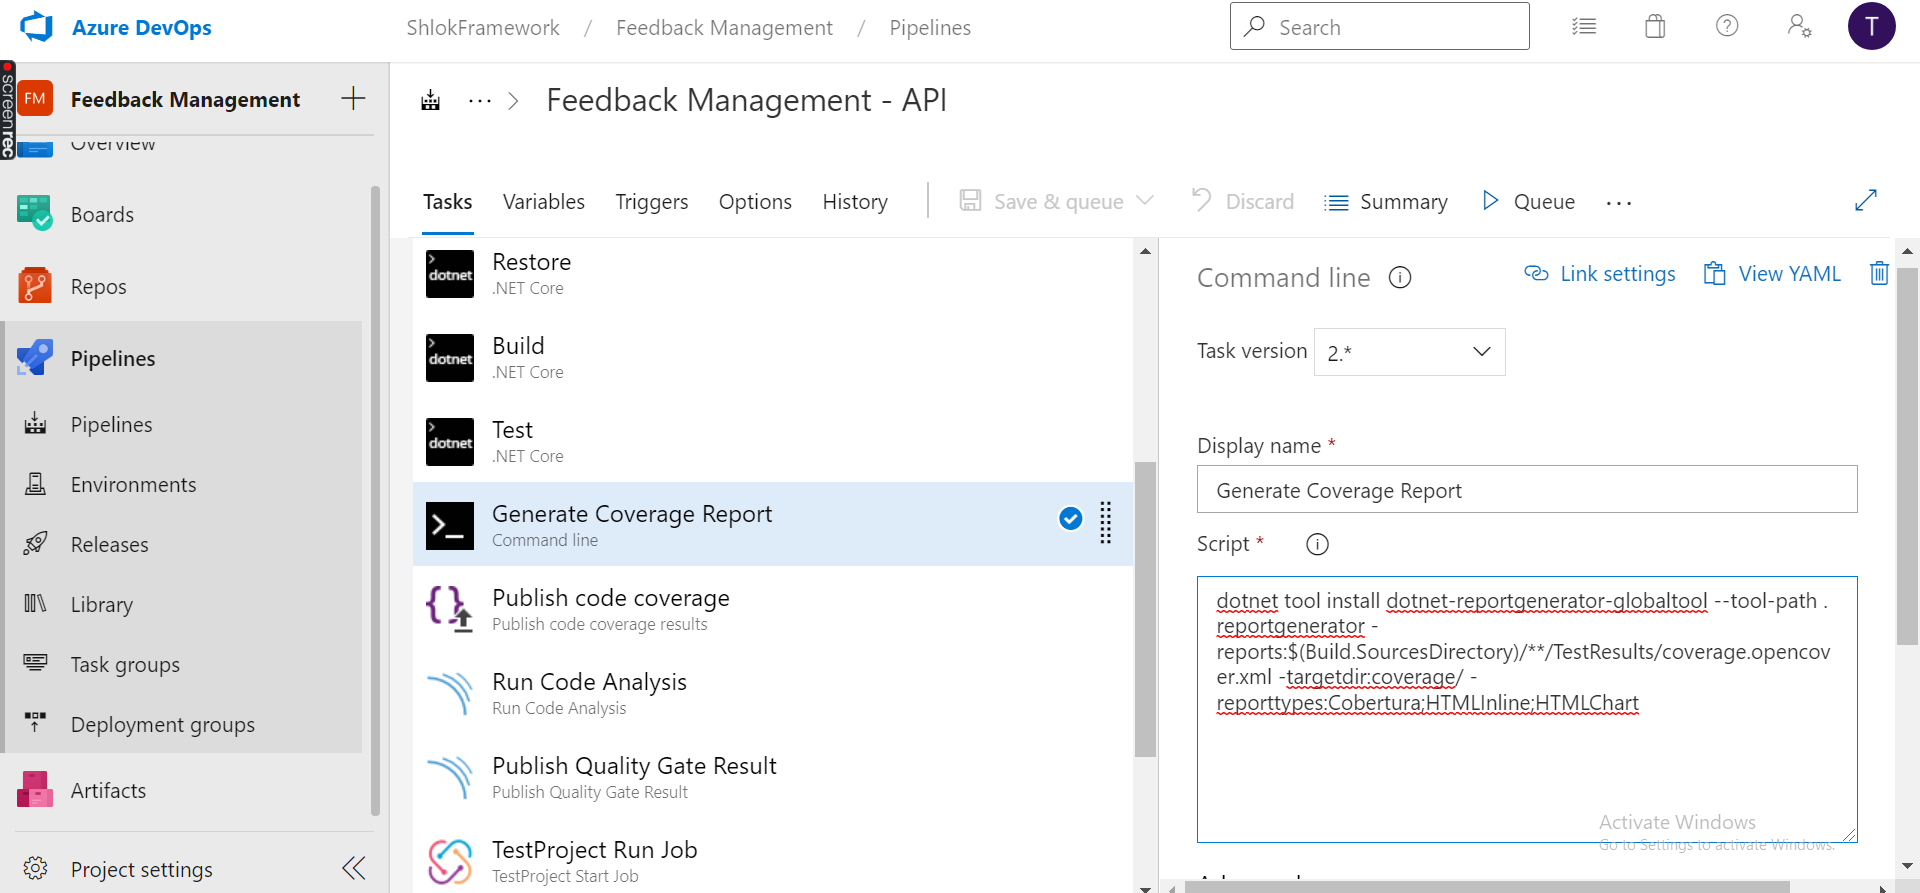 Azure DevOps
ShlokFramework / Feedback Management / Pipelines
Search
T
screenrec
FM Feedback Management
Overview
Boards
Repos
Pipelines
Pipelines
Environments
Releases
Library
Task groups
Deployment groups
Artifacts
Project settings
... > Feedback Management - API
Tasks Variables Triggers Options History Save & queue Discard Summary Queue ...
dotnet Restore
.NET Core
dotnet Build
.NET Core
dotnet Test
.NET Core
Generate Coverage Report
Command line
Publish code coverage
Publish code coverage results
Run Code Analysis
Run Code Analysis
Publish Quality Gate Result
Publish Quality Gate Result
TestProject Run Job
TestProject Start Job
Command line Link settings View YAML
Task version 2.*
Display name *
Generate Coverage Report
Script *
dotnet tool install dotnet-reportgenerator-globaltool --tool-path .
reportgenerator -
reports:$(Build.SourcesDirectory)/**/TestResults/coverage.opencov
er.xml -targetdir:coverage/ -
reporttypes:Cobertura;HTMLInline;HTMLChart
Activate Windows
Go to Settings to activate Windows.